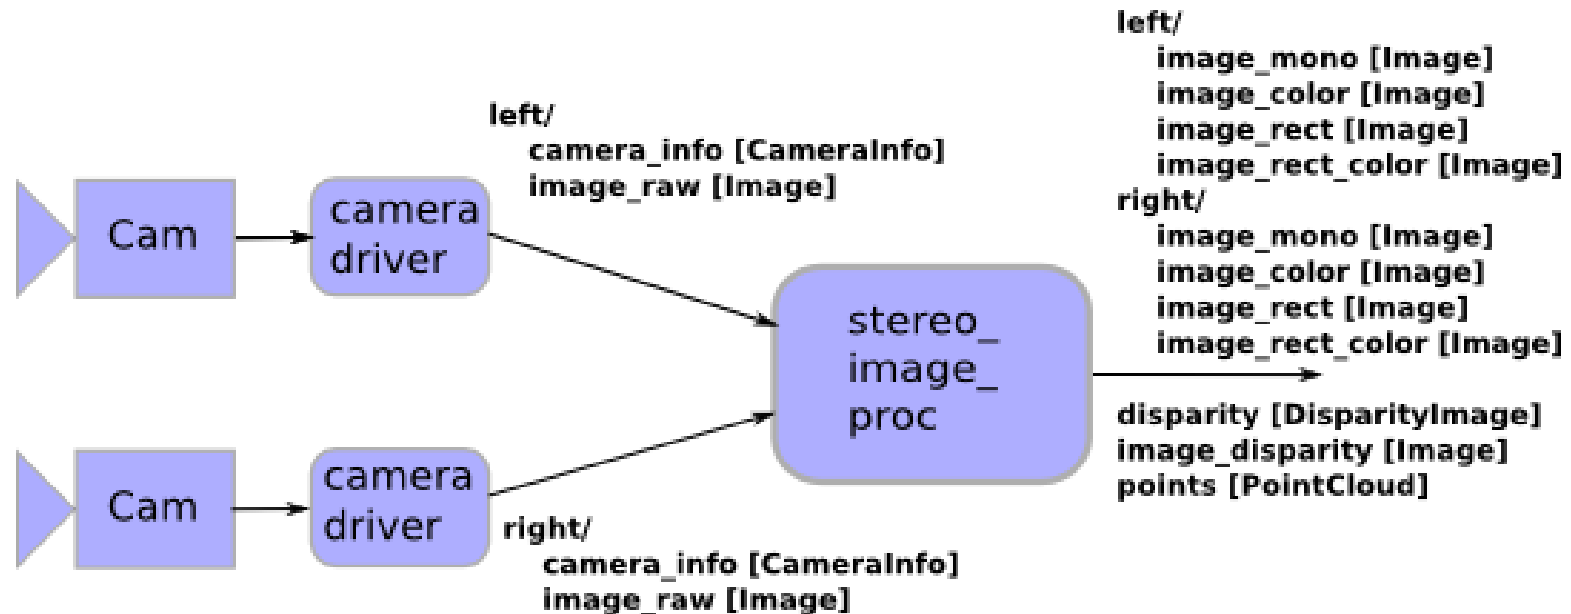 Cam
camera
driver
left/
camera_info [CameraInfo]
image_raw [Image]
Cam
camera
driver
right/
camera_info [CameraInfo]
image_raw [Image]
stereo_
image_
proc
left/
image_mono [Image]
image_color [Image]
image_rect [Image]
image_rect_color [Image]
right/
image_mono [Image]
image_color [Image]
image_rect [Image]
image_rect_color [Image]
disparity [DisparityImage]
image_disparity [Image]
points [PointCloud]